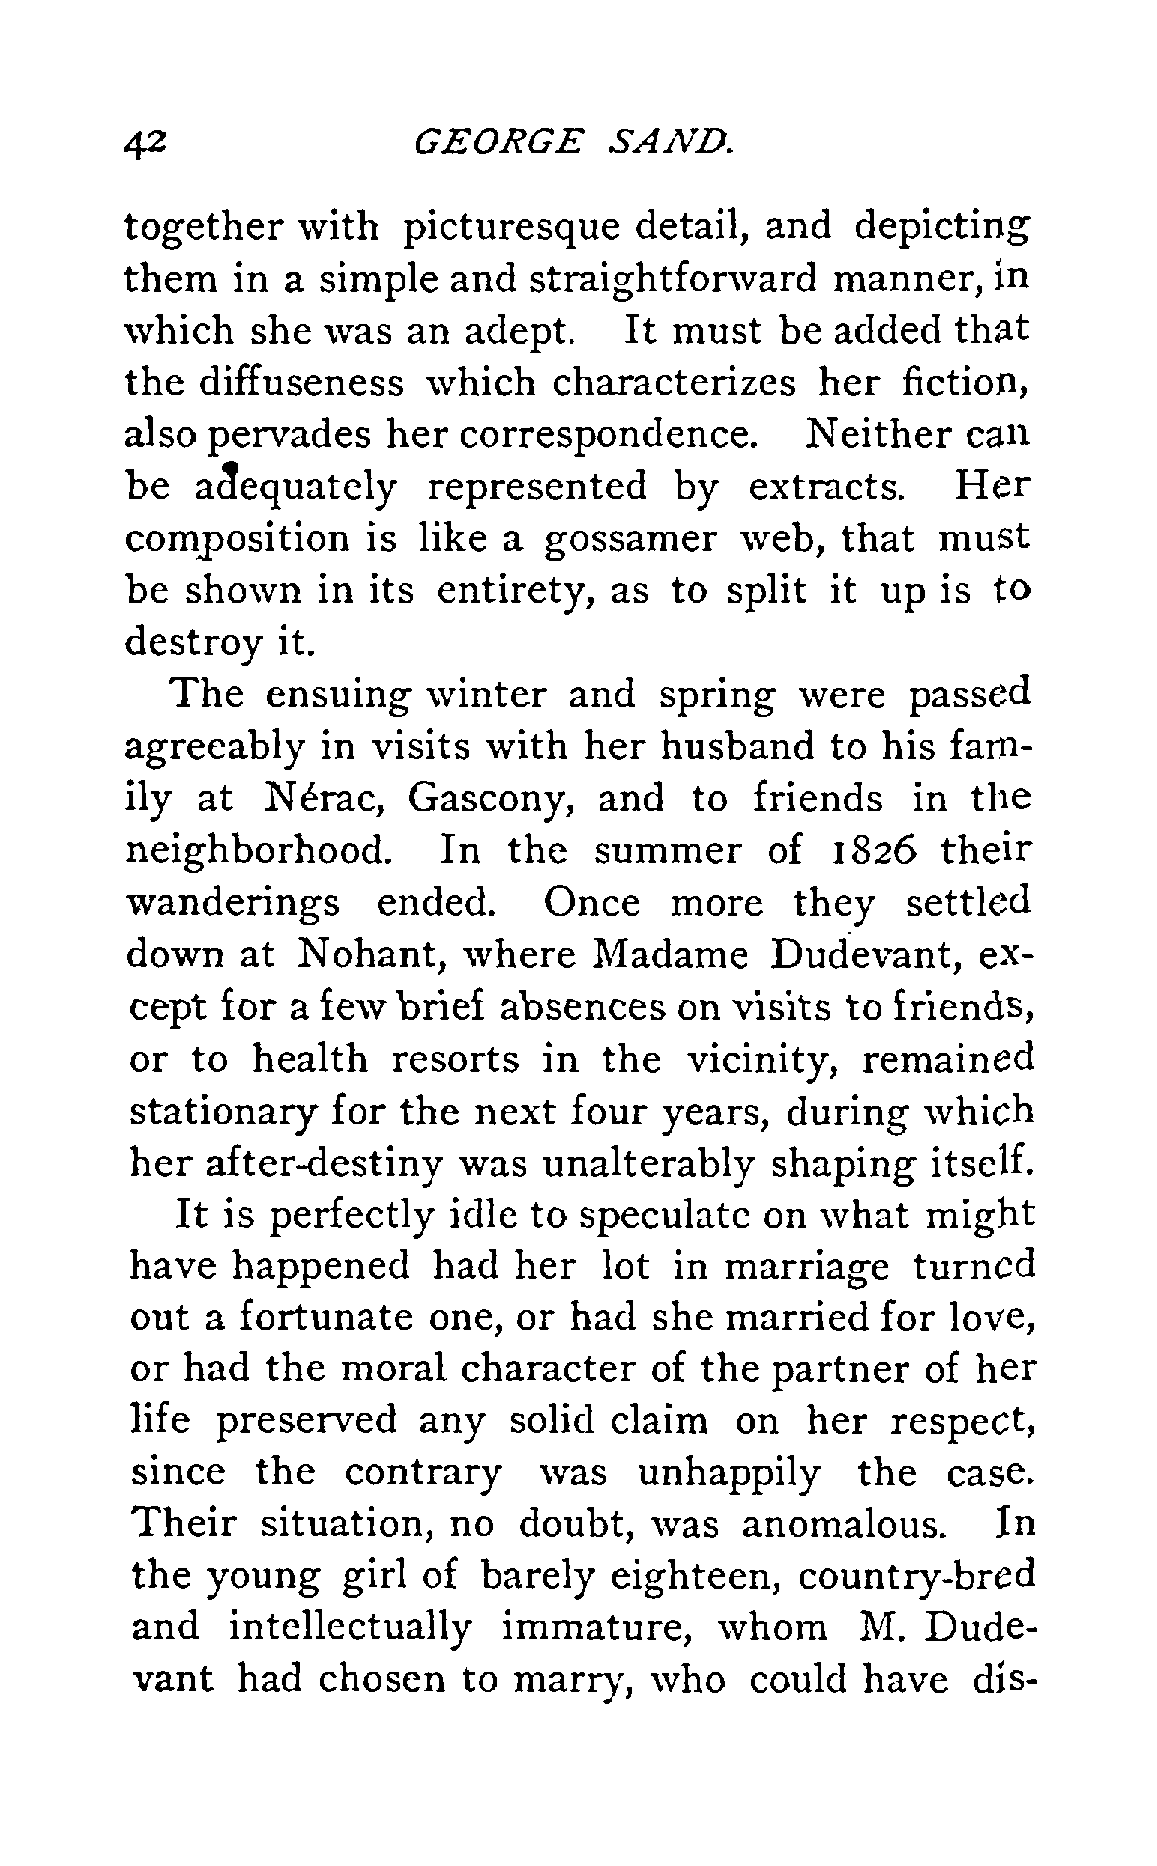 42 GEORGE SAND.
together with picturesque detail, and depicting
them in a simple and straightforward manner, in
which she was an adept. It must be added that
the diffuseness which characterizes her fiction,
also pervades her correspondence. Neither can
be adequately represented by extracts. Her
composition is like a gossamer web, that must
be shown in its entirety, as to split it up is to
destroy it.
The ensuing winter and spring were passed
agreeably in visits with her husband to his fam-
ily at Nérac, Gascony, and to friends in the
neighborhood. In the summer of 1826 their
wanderings ended. Once more they settled
down at Nohant, where Madame Dudevant, ex-
cept for a few brief absences on visits to friends,
or to health resorts in the vicinity, remained
stationary for the next four years, during which
her after-destiny was unalterably shaping itself.
It is perfectly idle to speculate on what might
have happened had her lot in marriage turned
out a fortunate one, or had she married for love,
or had the moral character of the partner of her
life preserved any solid claim on her respect,
since the contrary was unhappily the case.
Their situation, no doubt, was anomalous. In
the young girl of barely eighteen, country-bred
and intellectually immature, whom M. Dude-
vant had chosen to marry, who could have dis-